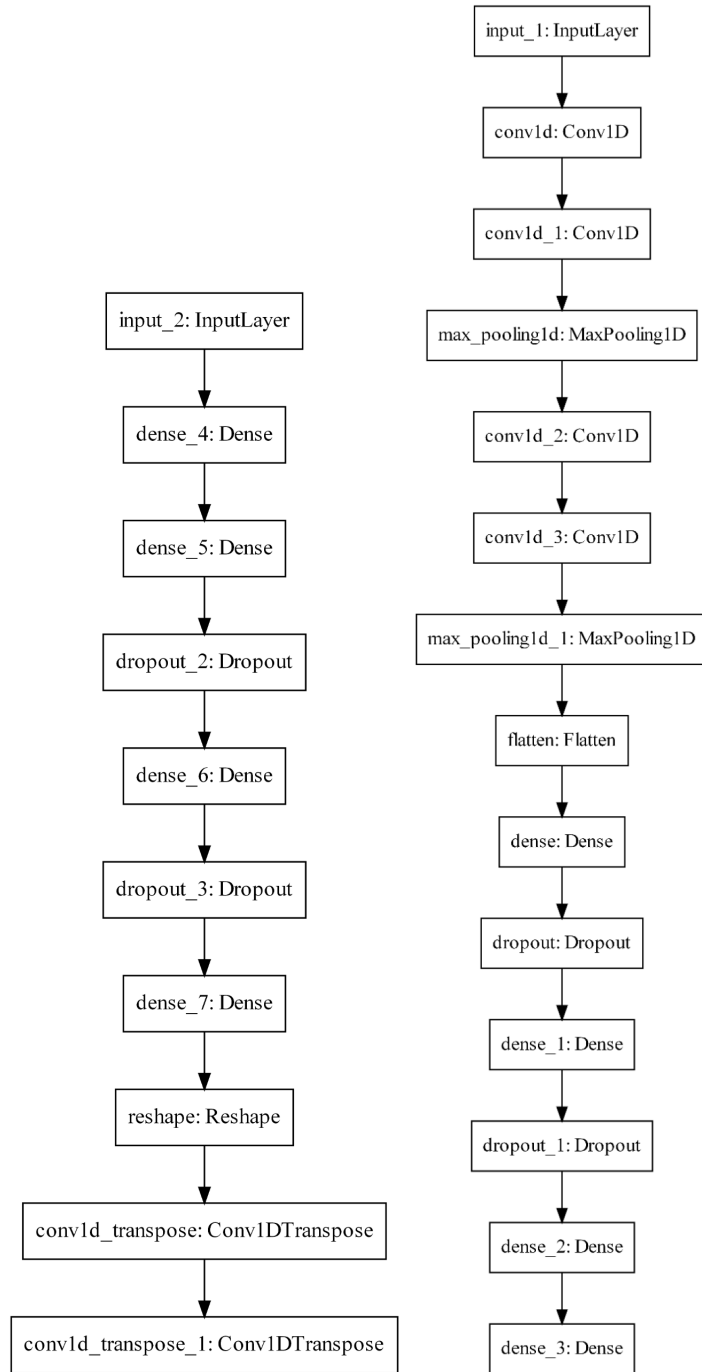 input_2: InputLayer
dense_4: Dense
dense_5: Dense
dropout_2: Dropout
dense_6: Dense
dropout_3: Dropout
dense_7: Dense
reshape: Reshape
conv1d_transpose: Conv1DTranspose
conv1d_transpose_1: Conv1DTranspose
input_1: InputLayer
conv1d: Conv1D
conv1d_1: Conv1D
max_pooling1d: MaxPooling1D
conv1d_2: Conv1D
conv1d_3: Conv1D
max_pooling1d_1: MaxPooling1D
flatten: Flatten
dense: Dense
dropout: Dropout
dense_1: Dense
dropout_1: Dropout
dense_2: Dense
dense_3: Dense